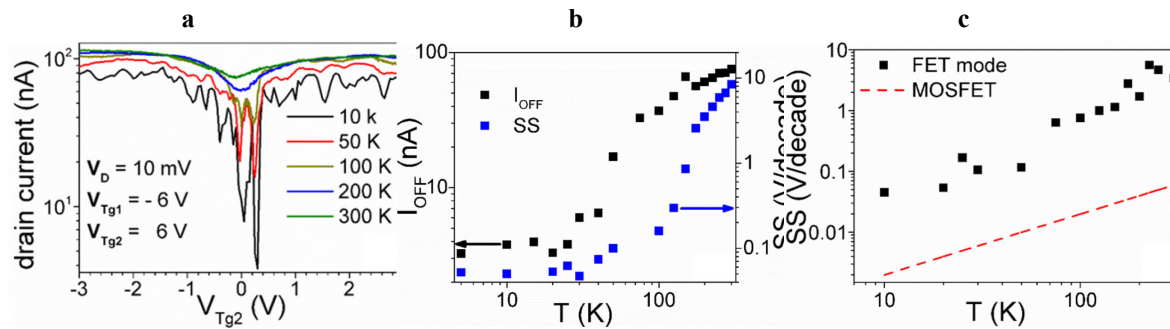 a
drain current (nA)
10²
10¹
10 k
50 K
100 K
200 K
300 K
V_D = 10 mV
V_Tg1 = - 6 V
V_Tg2 = 6 V
-3 -2 -1 0 1 2
V_Tg2 (V)
b
I_OFF (nA)
100
10
I_OFF
SS
10
1
0.1
SS (V/decade)
10 100
T (K)
c
SS (V/decade)
10
1
0.1
0.01
FET mode
MOSFET
10 100
T (K)